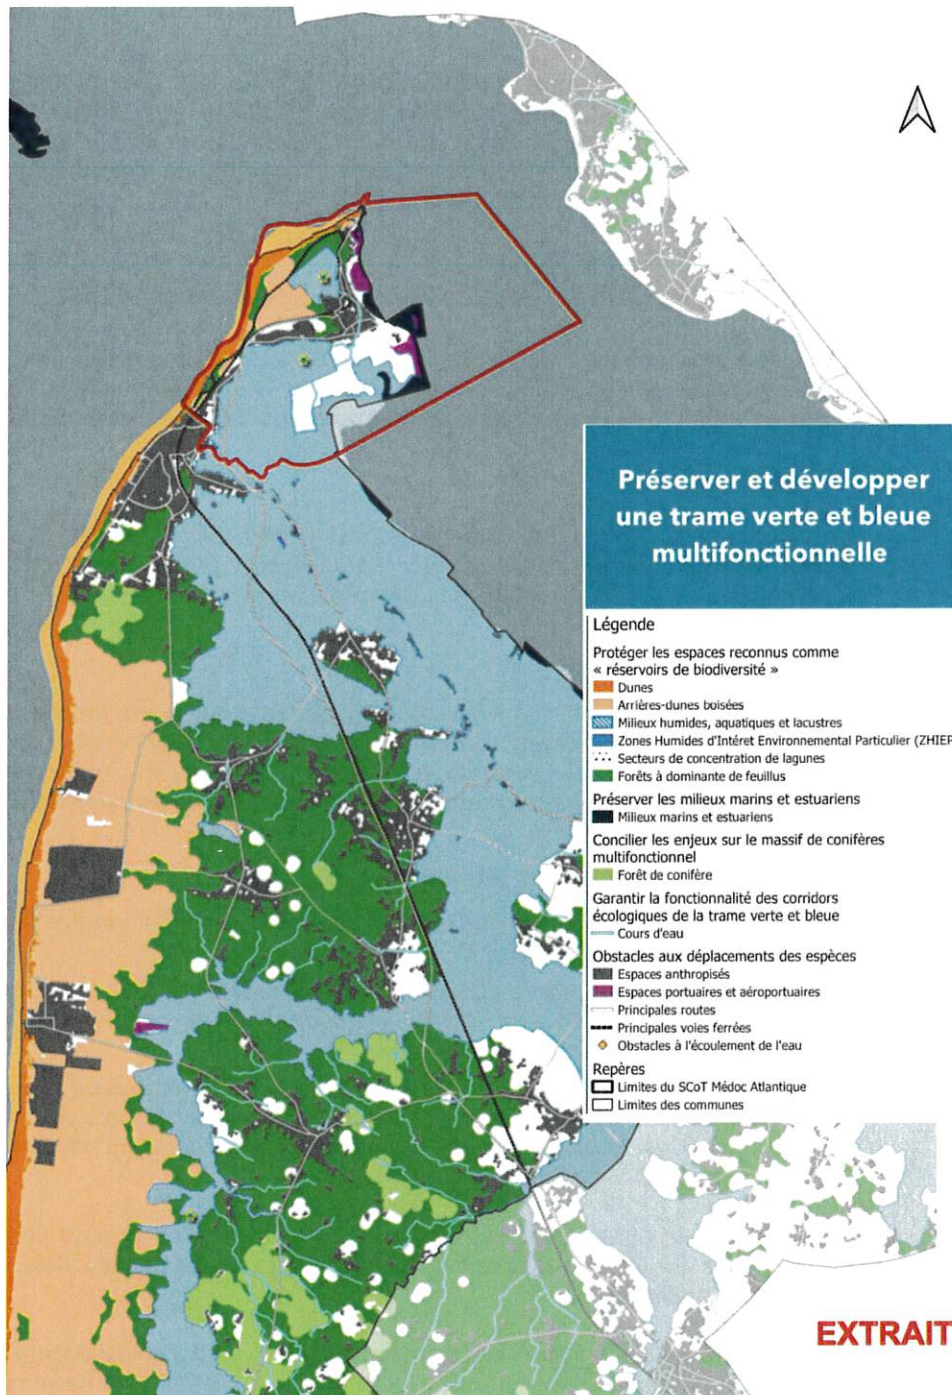 Préserver et développer
une trame verte et bleue
multifonctionnelle
Légende
Protéger les espaces reconnus comme
« réservoirs de biodiversité »
Dunes
Arrières-dunes boisées
Milieux humides, aquatiques et lacustres
Zones Humides d'Intéret Environnemental Particulier (ZHIEP
Secteurs de concentration de lagunes
Forêts à dominante de feuillus
Préserver les milieux marins et estuariens
Milieux marins et estuariens
Concilier les enjeux sur le massif de conifères
multifonctionnel
Forêt de conifère
Garantir la fonctionnalité des corridors
écologiques de la trame verte et bleue
Cours d'eau
Obstacles aux déplacements des espèces
Espaces anthropisés
Espaces portuaires et aéroportuaires
Principales routes
Principales voies ferrées
Obstacles à l'écoulement de l'eau
Repères
Limites du SCoT Médoc Atlantique
Limites des communes
EXTRAIT